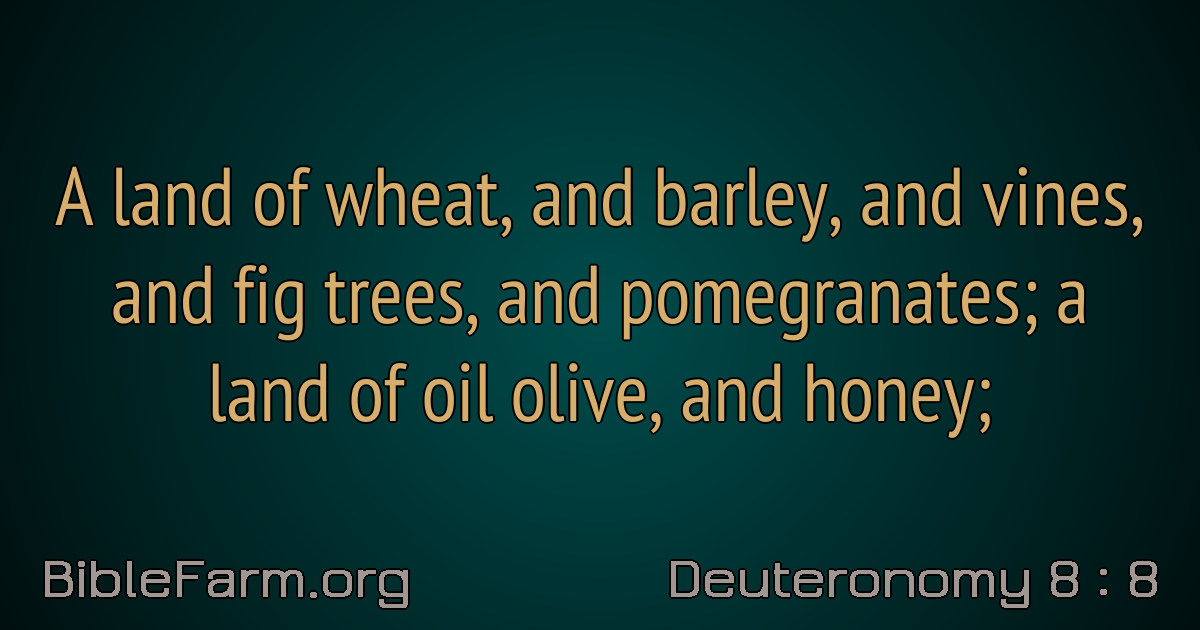 A land of wheat, and barley, and vines,
and fig trees, and pomegranates; a
land of oil olive, and honey;
BibleFarm.org
Deuteronomy 8 : 8